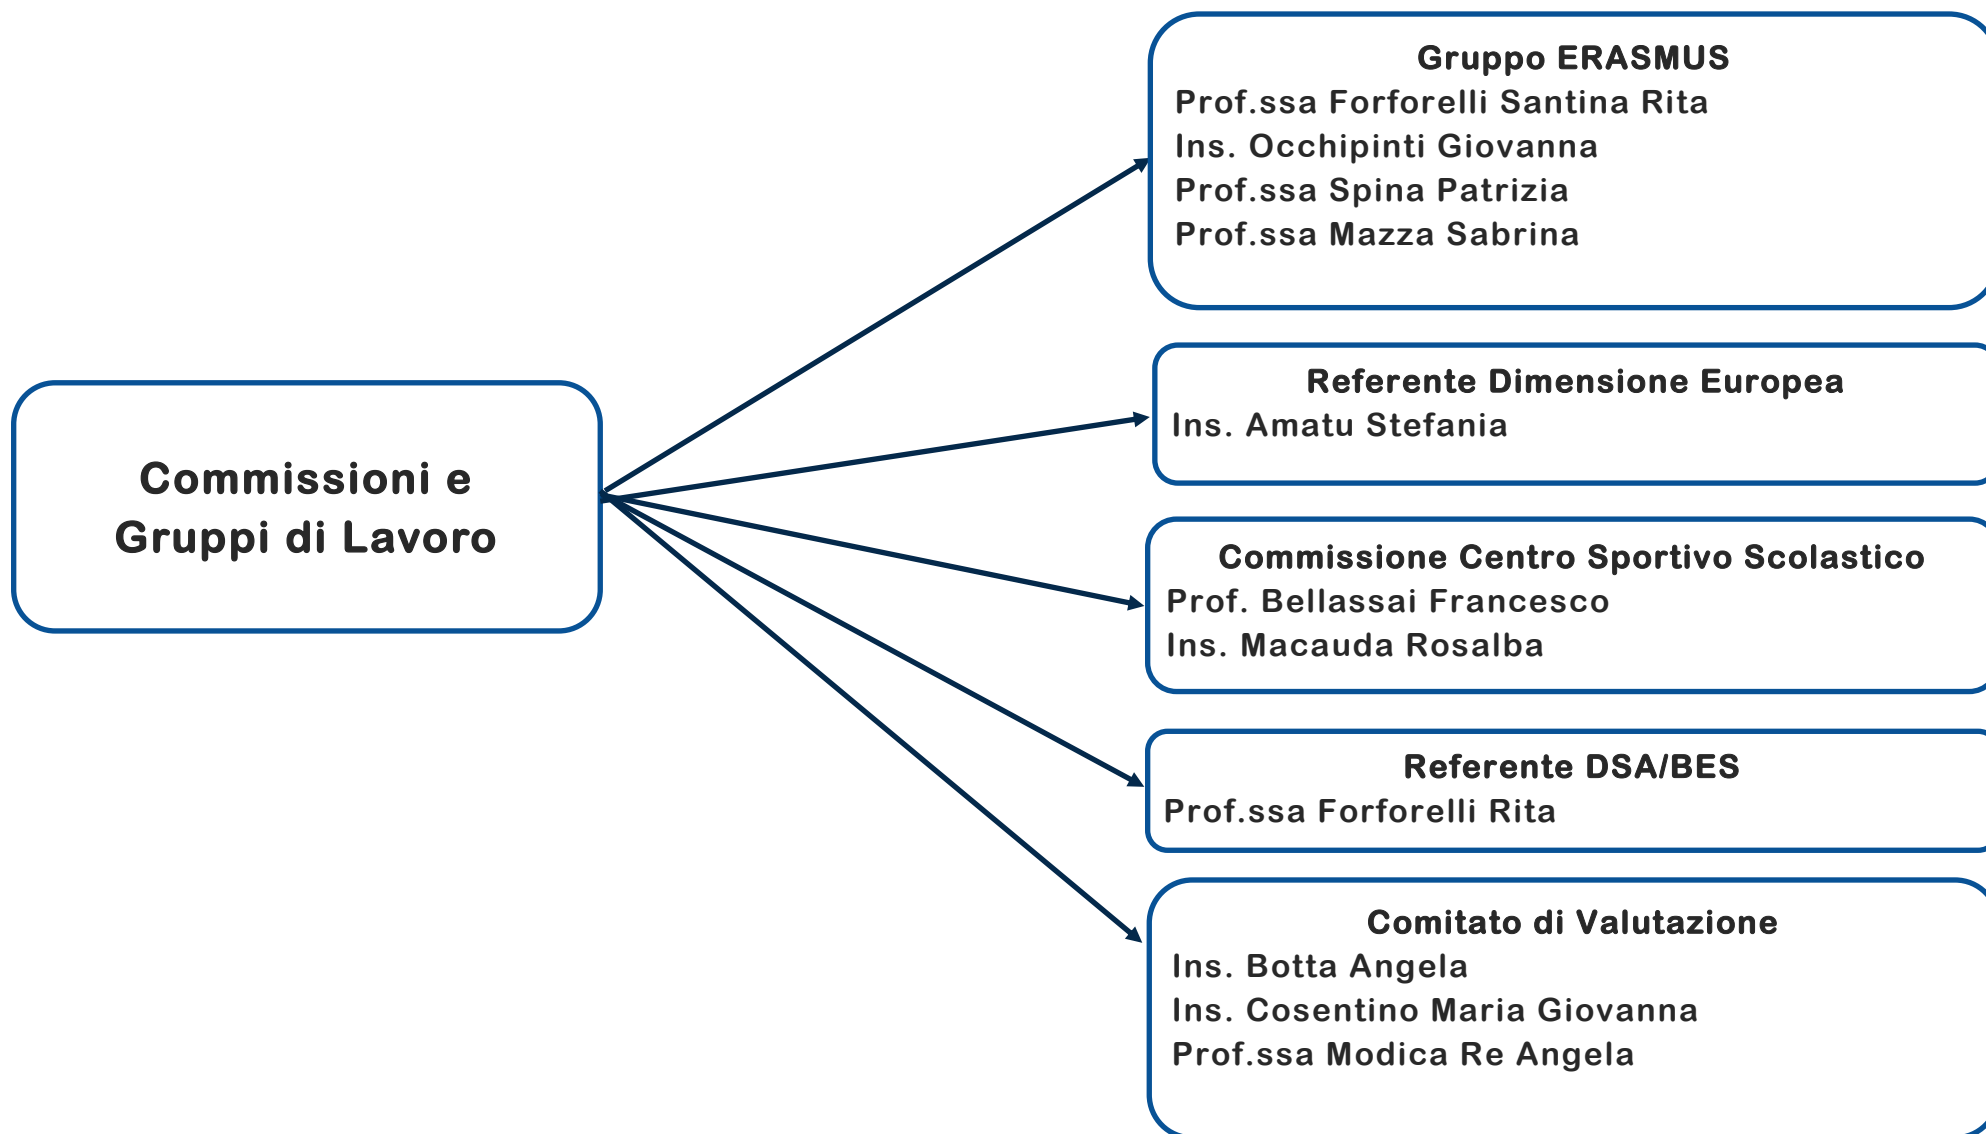 Commissioni e
Gruppi di Lavoro
Gruppo ERASMUS
Prof.ssa Forforelli Santina Rita
Ins. Occhipinti Giovanna
Prof.ssa Spina Patrizia
Prof.ssa Mazza Sabrina
Referente Dimensione Europea
Ins. Amatu Stefania
Commissione Centro Sportivo Scolastico
Prof. Bellassai Francesco
Ins. Macauda Rosalba
Referente DSA/BES
Prof.ssa Forforelli Rita
Comitato di Valutazione
Ins. Botta Angela
Ins. Cosentino Maria Giovanna
Prof.ssa Modica Re Angela